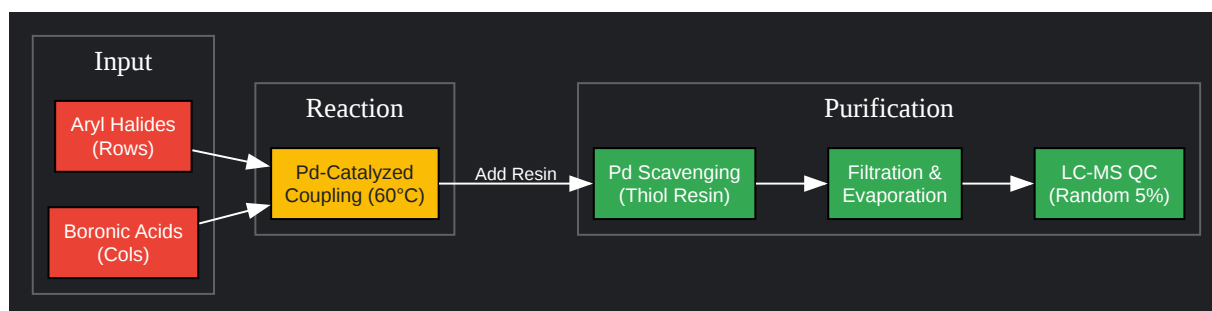 Input
Aryl Halides
(Rows)
Boronic Acids
(Cols)
Reaction
Pd-Catalyzed
Coupling (60°C)
Add Resin
Purification
Pd Scavenging
(Thiol Resin)
Filtration &
Evaporation
LC-MS QC
(Random 5%)